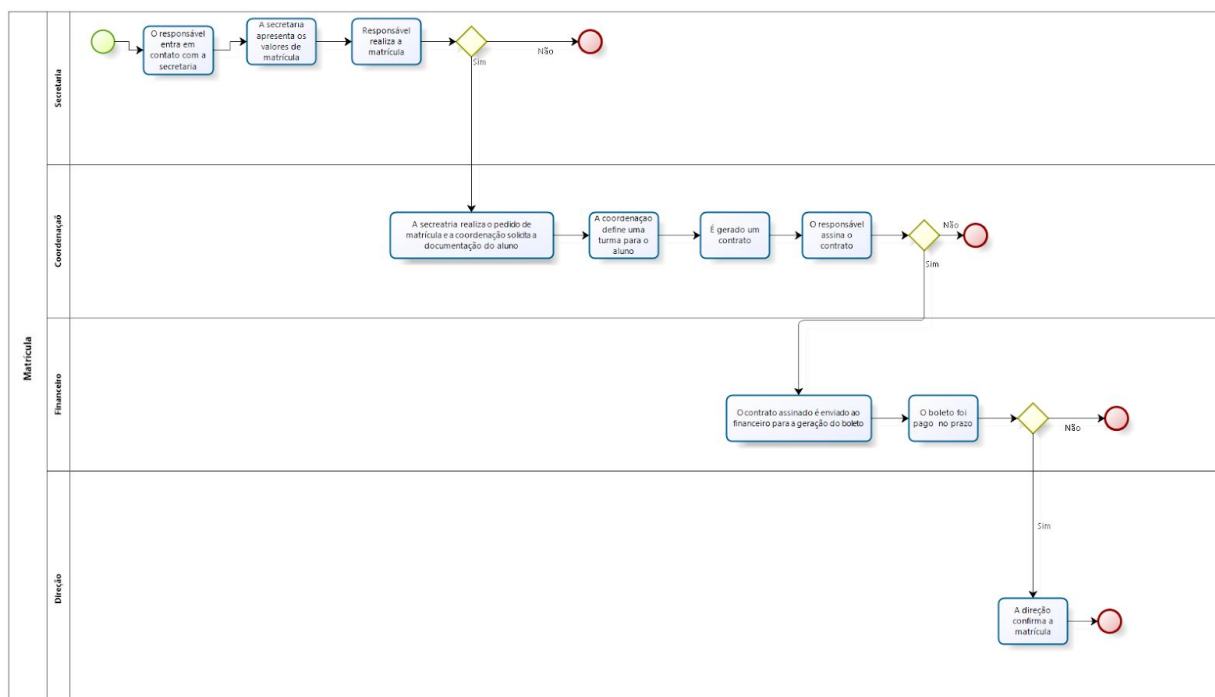 Matrícula
Secretaria
O responsável
entra em
contato com a
secretaria
A secretaria
apresenta os
valores de
matrícula
Responsável
realiza a
matrícula
Não
Sim
Coordenaçaõ
A secreatria realiza o pedido de
matrícula e a coordenação solicita a
documentação do aluno
A coordenação
define uma
turma para o
aluno
É gerado um
contrato
O responsável
assina o
contrato
Não
Sim
Financeiro
O contrato assinado é enviado ao
financeiro para a geração do boleto
O boleto foi
pago no prazo
Não
Sim
Direção
A direção
confirma a
matrícula